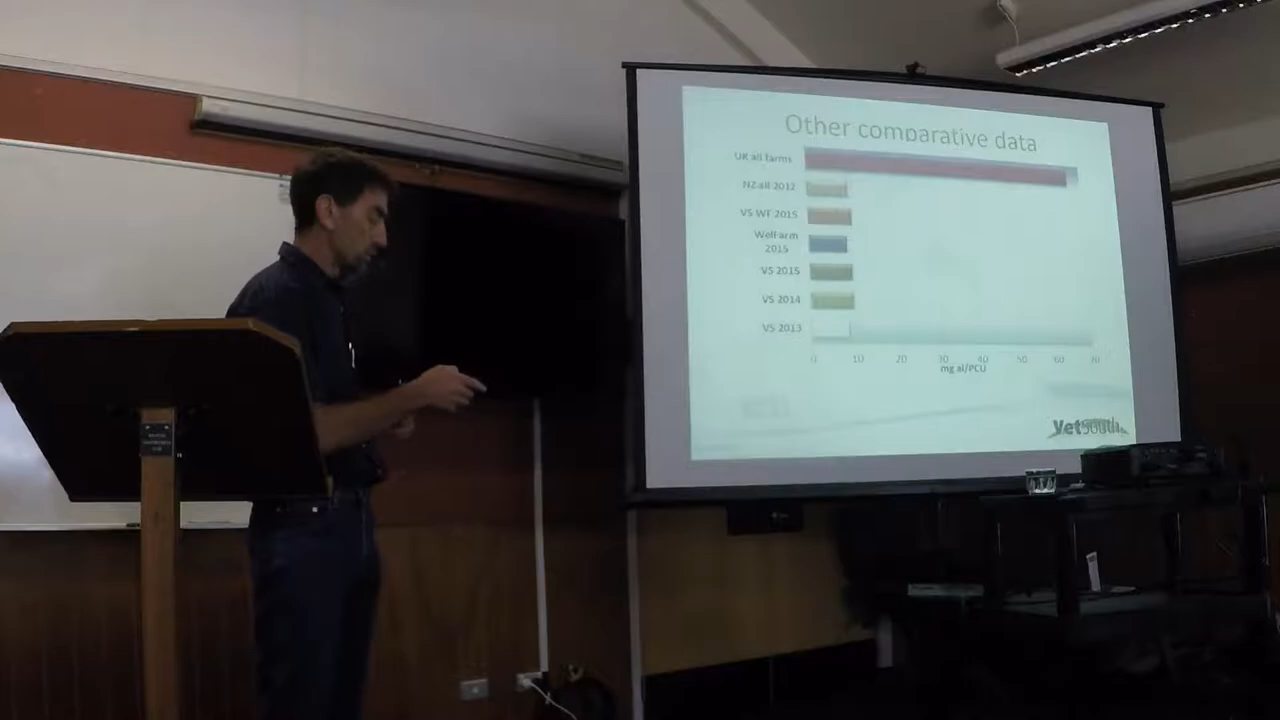 Other comparative data
UK all farms
NZ all 2012
VS WF 2015
WelFarm
2015
VS 2015
VS 2014
VS 2013
0 10 20 30 40 50 60 70
mg aI/PCU
VetSouth